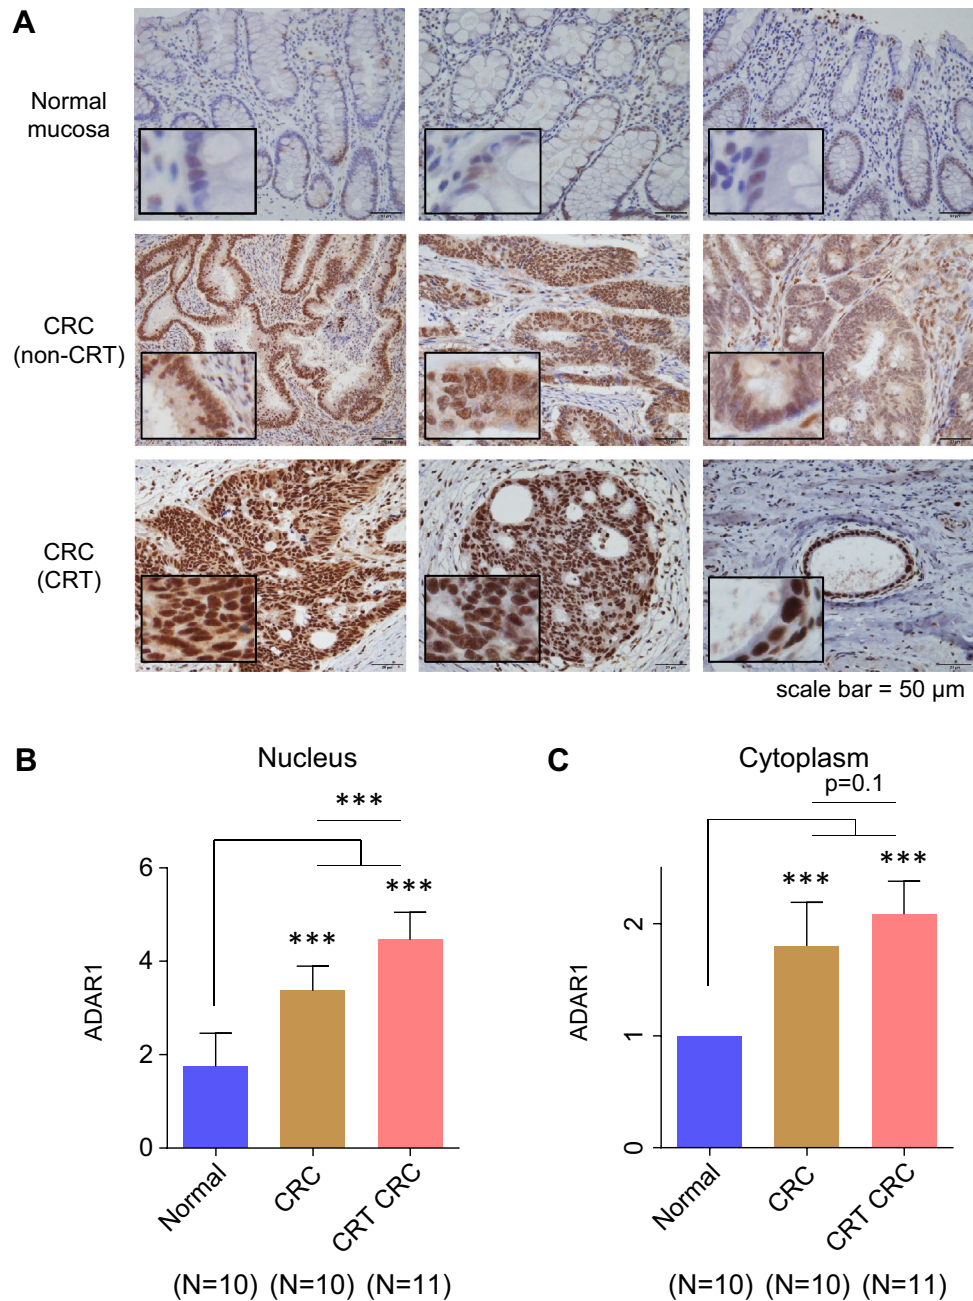 A
Normal
mucosa
CRC
(non-CRT)
CRC
(CRT)
scale bar = 50 µm
B
Nucleus
***
***
***
6
4
2
0
ADAR1
Normal
CRC
CRT CRC
(N=10) (N=10) (N=11)
C
Cytoplasm
p=0.1
***
***
2
1
0
ADAR1
Normal
CRC
CRT CRC
(N=10) (N=10) (N=11)